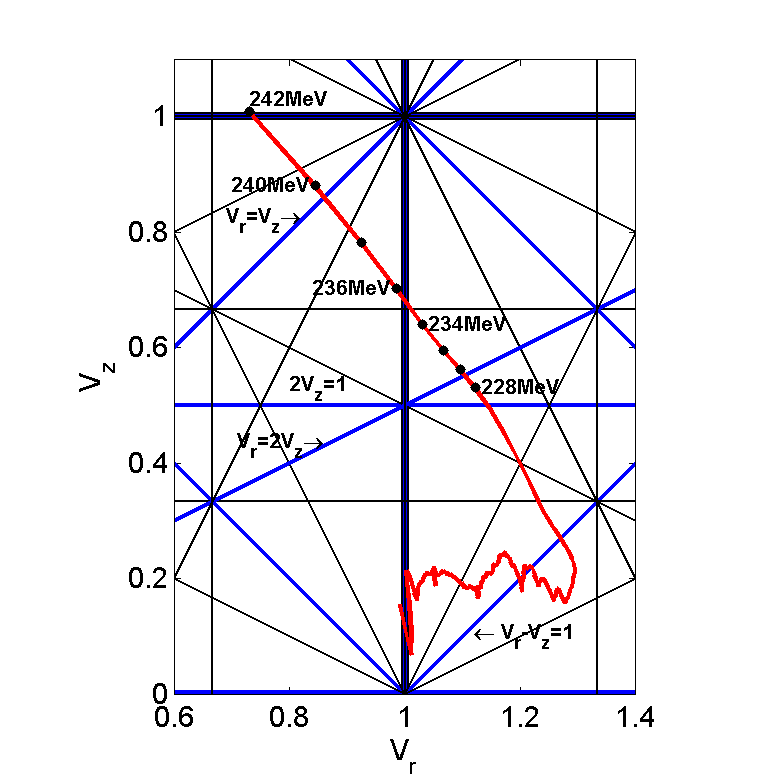 242MeV
1
240MeV
Vr=Vz→
0.8
236MeV
234MeV
0.6
Vz
2Vz=1
228MeV
Vr=2Vz→
0.4
0.2
← Vr-Vz=1
0
0.6 0.8 1 1.2 1.4
Vr